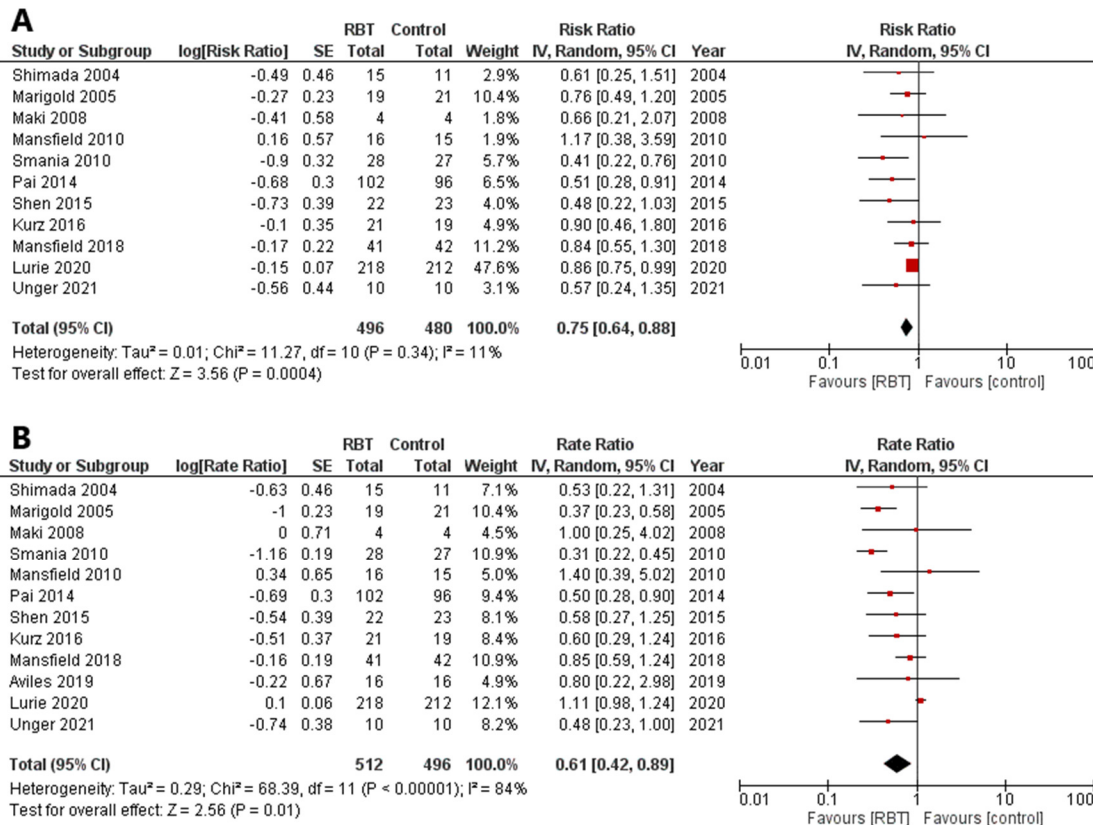 A
RBT Control Risk Ratio Risk Ratio
Study or Subgroup log[Risk Ratio] SE Total Total Weight IV, Random, 95% CI Year IV, Random, 95% CI
Shimada 2004 -0.49 0.46 15 11 2.9% 0.61 [0.25, 1.51] 2004
Marigold 2005 -0.27 0.23 19 21 10.4% 0.76 [0.49, 1.20] 2005
Maki 2008 -0.41 0.58 4 4 1.8% 0.66 [0.21, 2.07] 2008
Mansfield 2010 0.16 0.57 16 15 1.9% 1.17 [0.38, 3.59] 2010
Smania 2010 -0.9 0.32 28 27 5.7% 0.41 [0.22, 0.76] 2010
Pai 2014 -0.68 0.3 102 96 6.5% 0.51 [0.28, 0.91] 2014
Shen 2015 -0.73 0.39 22 23 4.0% 0.48 [0.22, 1.03] 2015
Kurz 2016 -0.1 0.35 21 19 4.9% 0.90 [0.46, 1.80] 2016
Mansfield 2018 -0.17 0.22 41 42 11.2% 0.84 [0.55, 1.30] 2018
Lurie 2020 -0.15 0.07 218 212 47.6% 0.86 [0.75, 0.99] 2020
Unger 2021 -0.56 0.44 10 10 3.1% 0.57 [0.24, 1.35] 2021
Total (95% CI) 496 480 100.0% 0.75 [0.64, 0.88]
Heterogeneity: Tau² = 0.01; Chi² = 11.27, df = 10 (P = 0.34); I² = 11%
Test for overall effect: Z = 3.56 (P = 0.0004)
0.01 0.1 1 10 100
Favours [RBT] Favours [control]
B
RBT Control Rate Ratio Rate Ratio
Study or Subgroup log[Rate Ratio] SE Total Total Weight IV, Random, 95% CI Year IV, Random, 95% CI
Shimada 2004 -0.63 0.46 15 11 7.1% 0.53 [0.22, 1.31] 2004
Marigold 2005 -1 0.23 19 21 10.4% 0.37 [0.23, 0.58] 2005
Maki 2008 0 0.71 4 4 4.5% 1.00 [0.25, 4.02] 2008
Smania 2010 -1.16 0.19 28 27 10.9% 0.31 [0.22, 0.45] 2010
Mansfield 2010 0.34 0.65 16 15 5.0% 1.40 [0.39, 5.02] 2010
Pai 2014 -0.69 0.3 102 96 9.4% 0.50 [0.28, 0.90] 2014
Shen 2015 -0.54 0.39 22 23 8.1% 0.58 [0.27, 1.25] 2015
Kurz 2016 -0.51 0.37 21 19 8.4% 0.60 [0.29, 1.24] 2016
Mansfield 2018 -0.16 0.19 41 42 10.9% 0.85 [0.59, 1.24] 2018
Aviles 2019 -0.22 0.67 16 16 4.9% 0.80 [0.22, 2.98] 2019
Lurie 2020 0.1 0.06 218 212 12.1% 1.11 [0.98, 1.24] 2020
Unger 2021 -0.74 0.38 10 10 8.2% 0.48 [0.23, 1.00] 2021
Total (95% CI) 512 496 100.0% 0.61 [0.42, 0.89]
Heterogeneity: Tau² = 0.29; Chi² = 68.39, df = 11 (P < 0.00001); I² = 84%
Test for overall effect: Z = 2.56 (P = 0.01)
0.01 0.1 1 10 100
Favours [RBT] Favours [control]